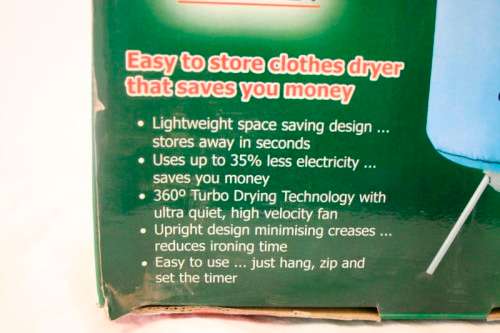 Easy to store clothes dryer
that saves you money
• Lightweight space saving design ...
stores away in seconds
• Uses up to 35% less electricity ...
saves you money
• 360º Turbo Drying Technology with
ultra quiet, high velocity fan
• Upright design minimising creases ...
reduces ironing time
• Easy to use ... just hang, zip and
set the timer